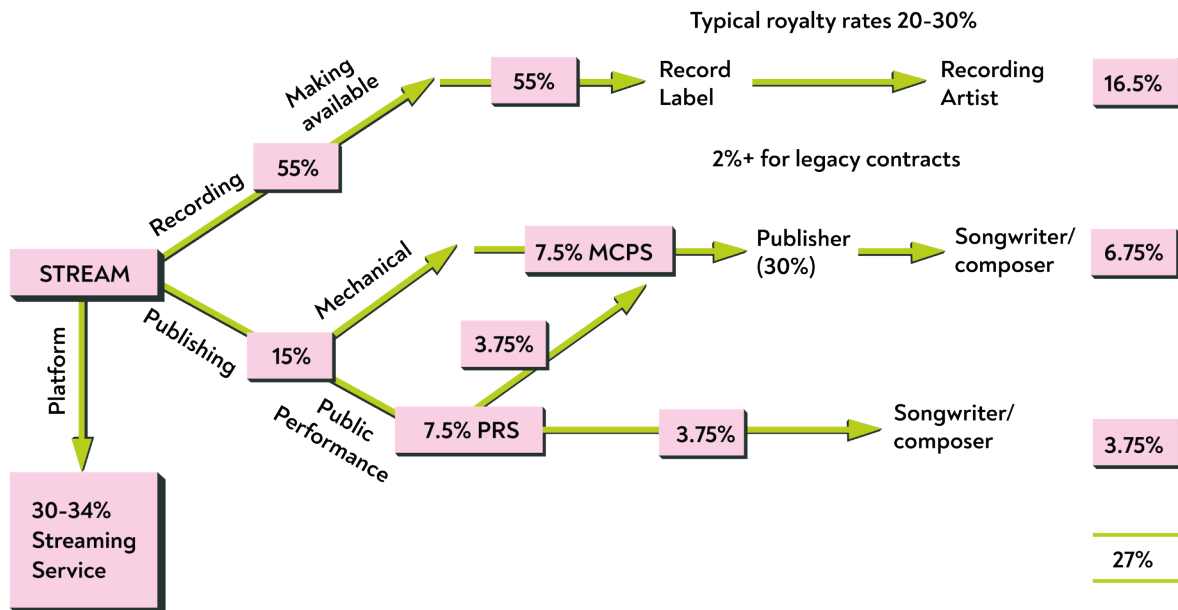 Typical royalty rates 20-30%
Making
available
55%
Record
Label
Recording
Artist
16.5%
55%
2%+ for legacy contracts
Recording
STREAM
Mechanical
7.5% MCPS
Publisher
(30%)
Songwriter/
composer
6.75%
Publishing
15%
3.75%
Platform
Public
Performance
7.5% PRS
3.75%
Songwriter/
composer
3.75%
30-34%
Streaming
Service
27%